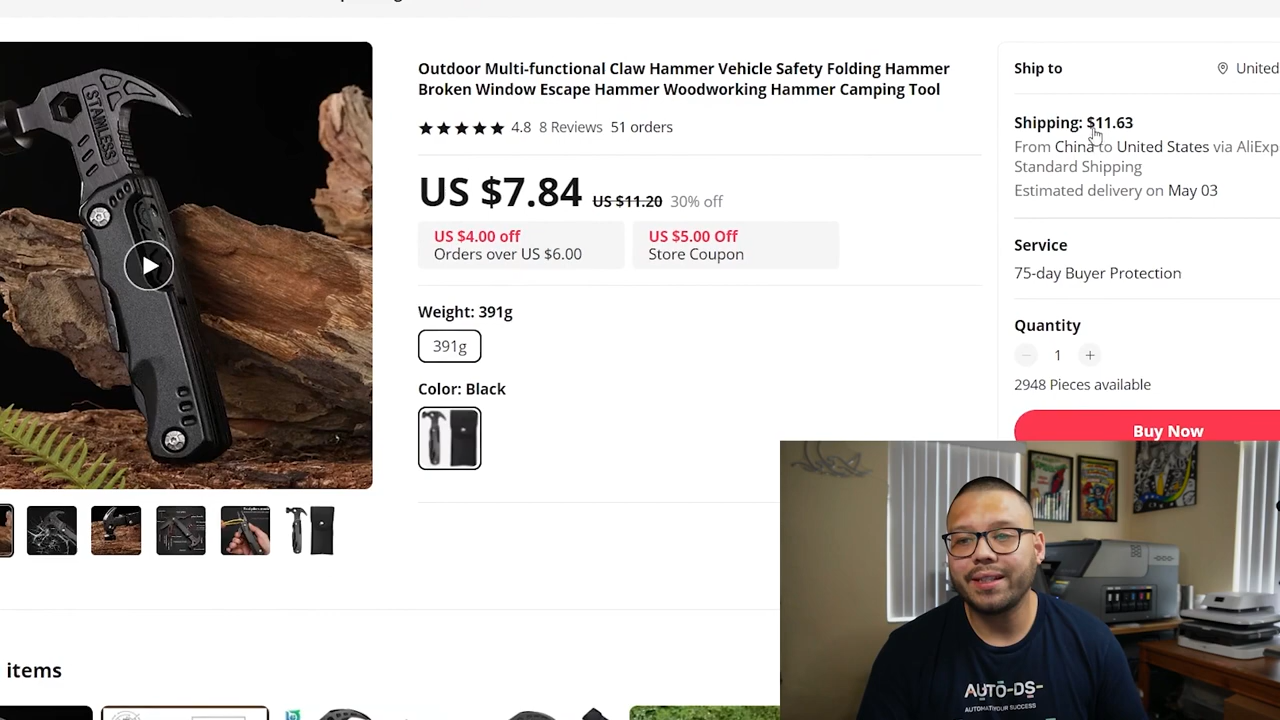 Outdoor Multi-functional Claw Hammer Vehicle Safety Folding Hammer
Broken Window Escape Hammer Woodworking Hammer Camping Tool
4.8 8 Reviews 51 orders
US $7.84 US $11.20 30% off
US $4.00 off
Orders over US $6.00
US $5.00 Off
Store Coupon
Weight: 391g
391g
Color: Black
Ship to
United
Shipping: $11.63
From China to United States via AliExp
Standard Shipping
Estimated delivery on May 03
Service
75-day Buyer Protection
Quantity
1
2948 Pieces available
Buy Now
items
STAINLESS
AUTO-DS-
AUTOMATIYOUR SUCCESS